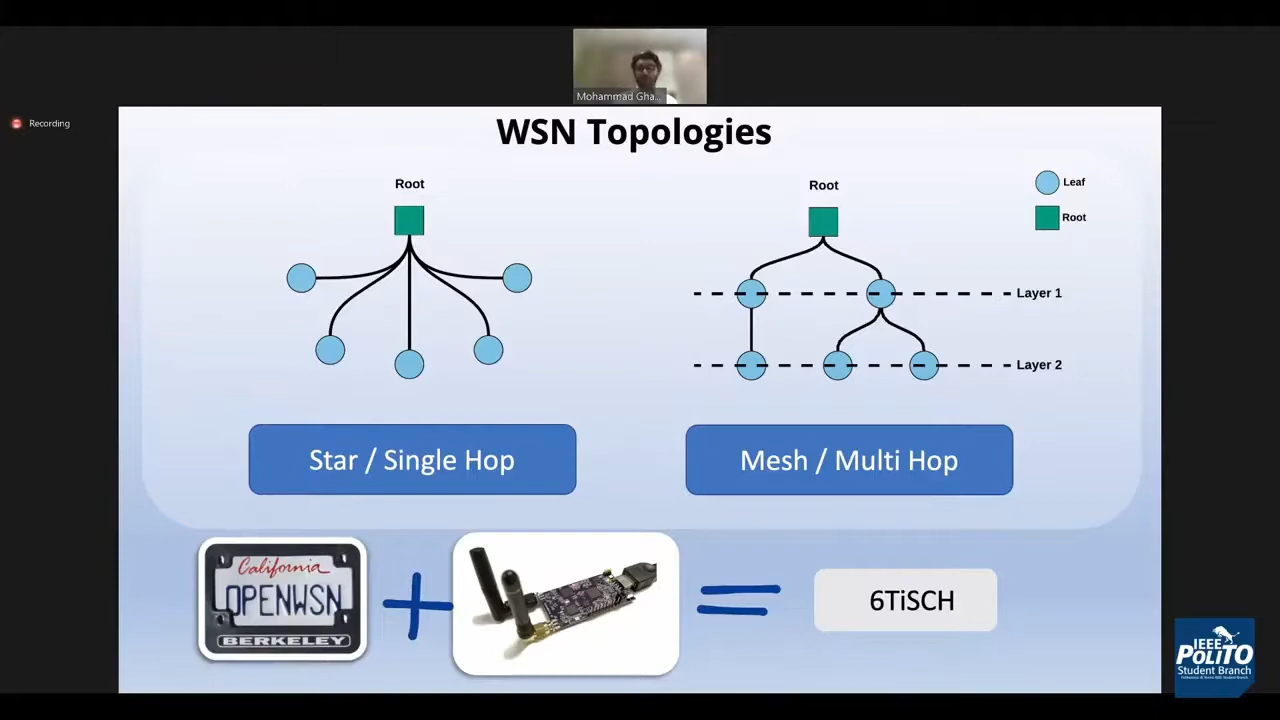 Mohammad Gha...
Recording
WSN Topologies
Root
Root
Leaf
Root
Layer 1
Layer 2
Star / Single Hop
Mesh / Multi Hop
California
OPENWSN
BERKELEY
6TiSCH
IEEE
POLITO
Student Branch